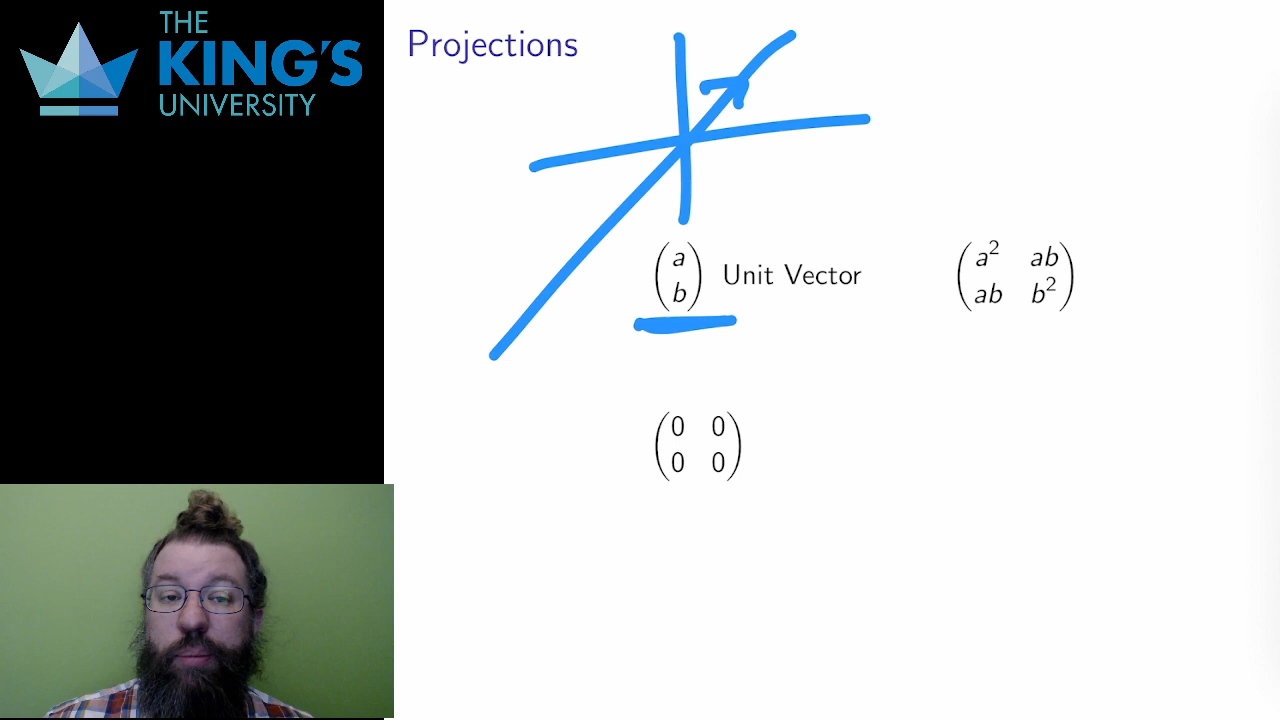 THE
KING'S
UNIVERSITY
Projections
(a
b) Unit Vector
(a² ab
ab b²)
(0 0
0 0)